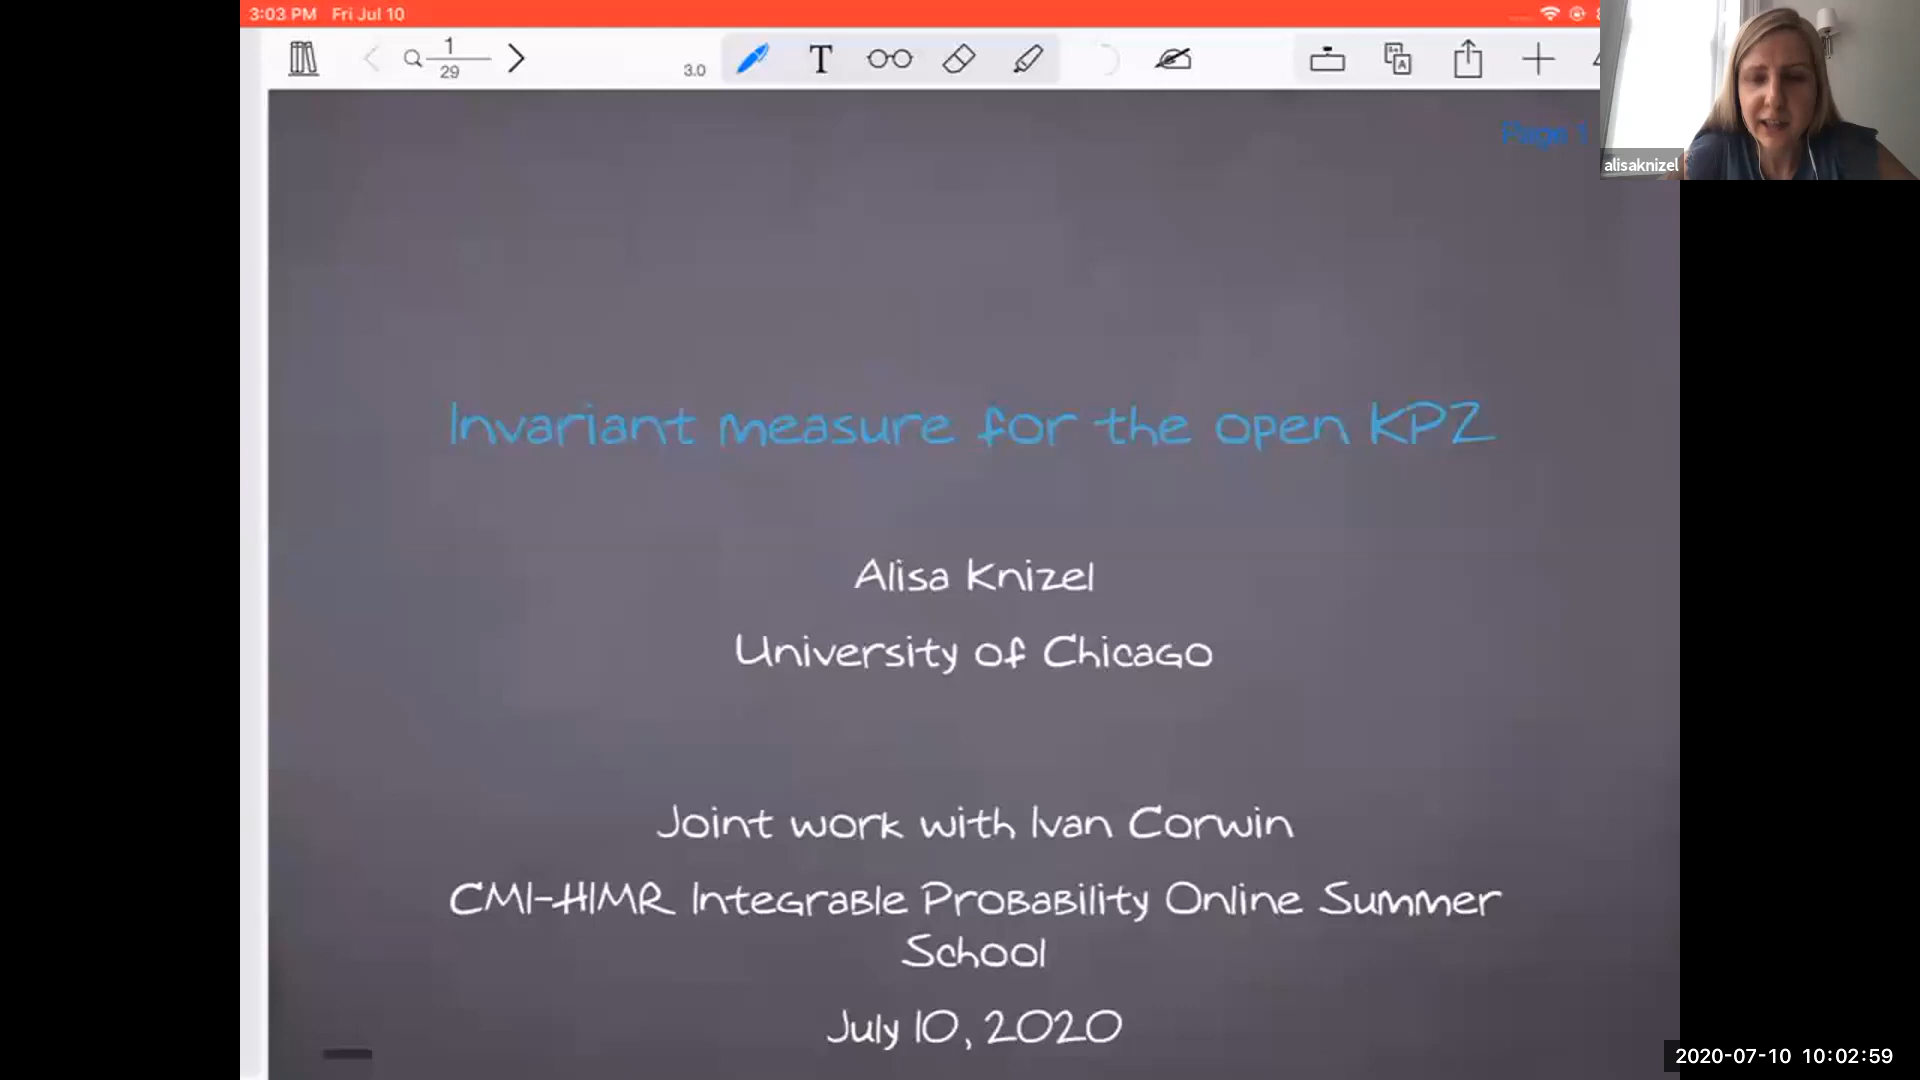 3:03 PM Fri Jul 10
1
29
3.0
T
A
Page 1
alisaknizel
Invariant measure for the open KPZ
Alisa Knizel
University of Chicago
Joint work with Ivan Corwin
CMI-HIMR Integrable Probability Online Summer
School
July 10, 2020
2020-07-10 10:02:59